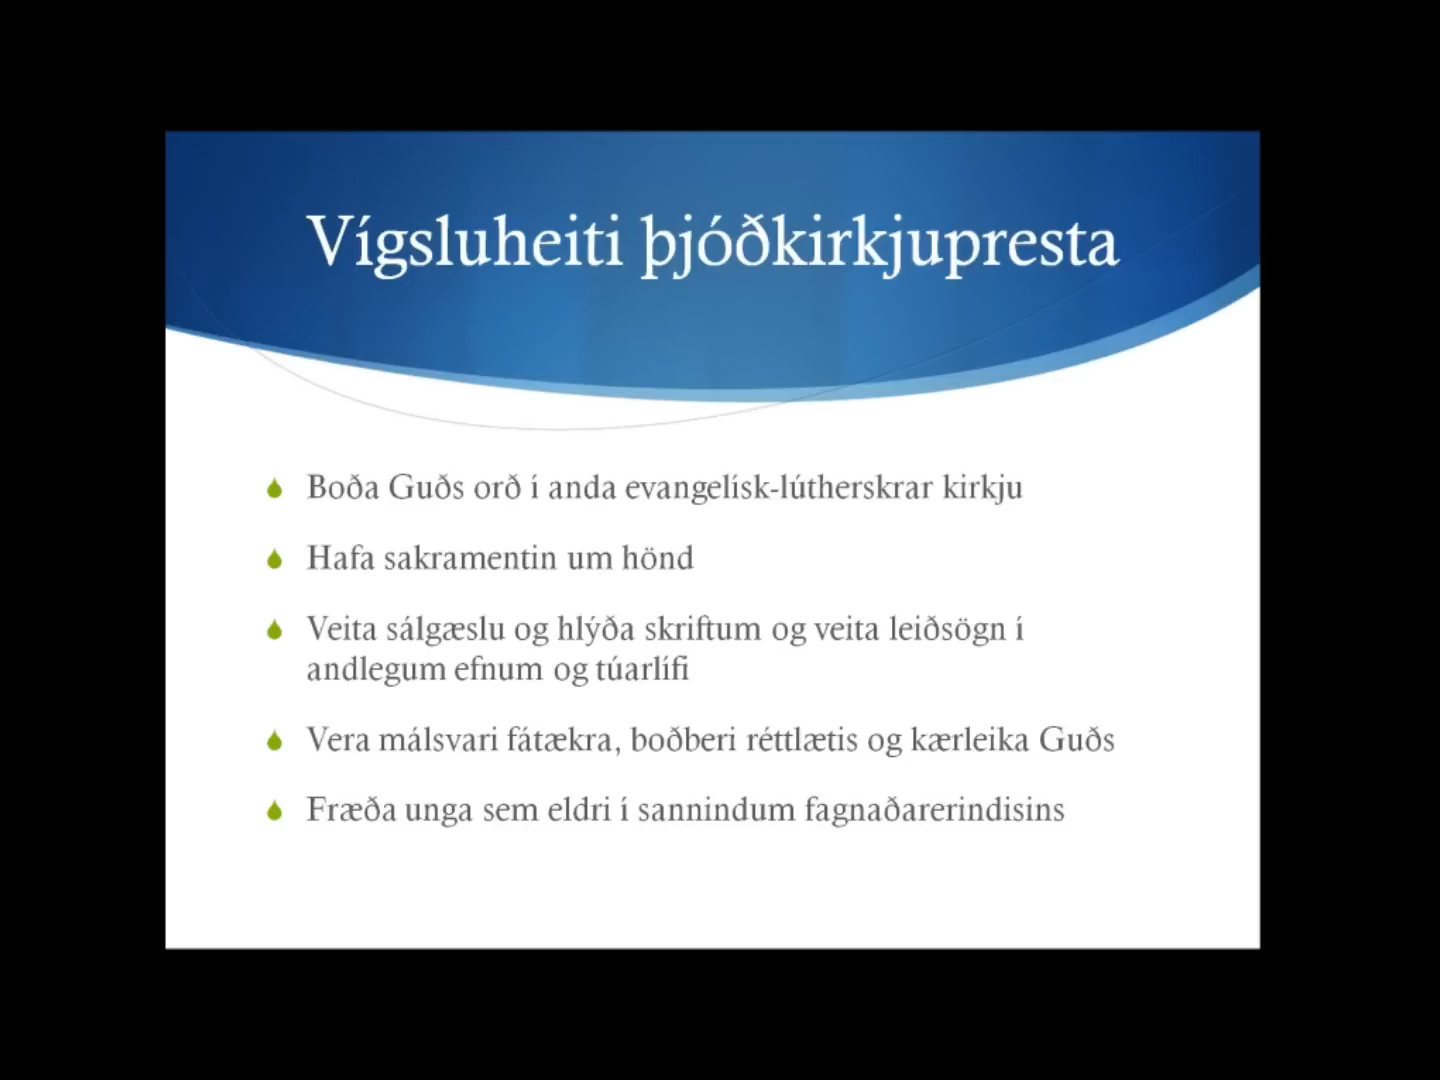 Vígsluheiti þjóðkirkjupresta
Boða Guðs orð í anda evangelísk-lútherskrar kirkju
Hafa sakramentin um hönd
Veita sálgæslu og hlýða skriftum og veita leiðsögn í
andlegum efnum og túarlífi
Vera málsvari fátækra, boðberi réttlætis og kærleika Guðs
Fræða unga sem eldri í sannindum fagnaðarerindisins